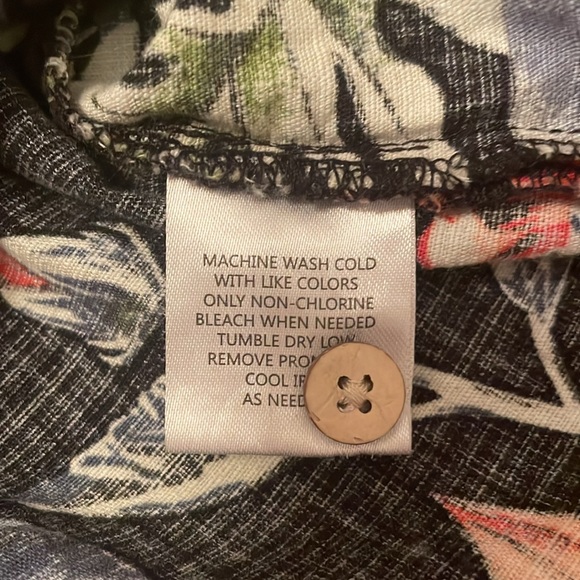 MACHINE WASH COLD
WITH LIKE COLORS
ONLY NON-CHLORINE
BLEACH WHEN NEEDED
TUMBLE DRY LOW
REMOVE
COOL
AS